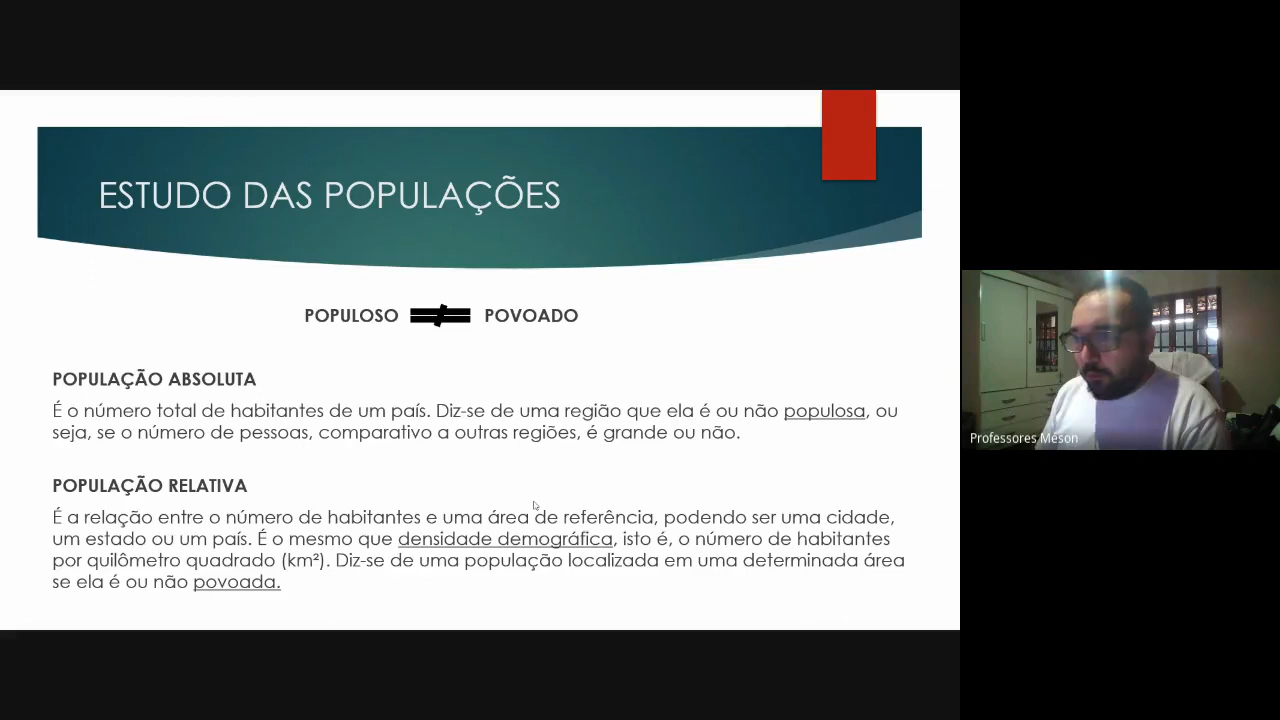 ESTUDO DAS POPULAÇÕES
POPULOSO ≠ POVOADO
POPULAÇÃO ABSOLUTA
É o número total de habitantes de um país. Diz-se de uma região que ela é ou não populosa, ou
seja, se o número de pessoas, comparativo a outras regiões, é grande ou não.
POPULAÇÃO RELATIVA
É a relação entre o número de habitantes e uma área de referência, podendo ser uma cidade,
um estado ou um país. É o mesmo que densidade demográfica, isto é, o número de habitantes
por quilômetro quadrado (km²). Diz-se de uma população localizada em uma determinada área
se ela é ou não povoada.
Professores Méson